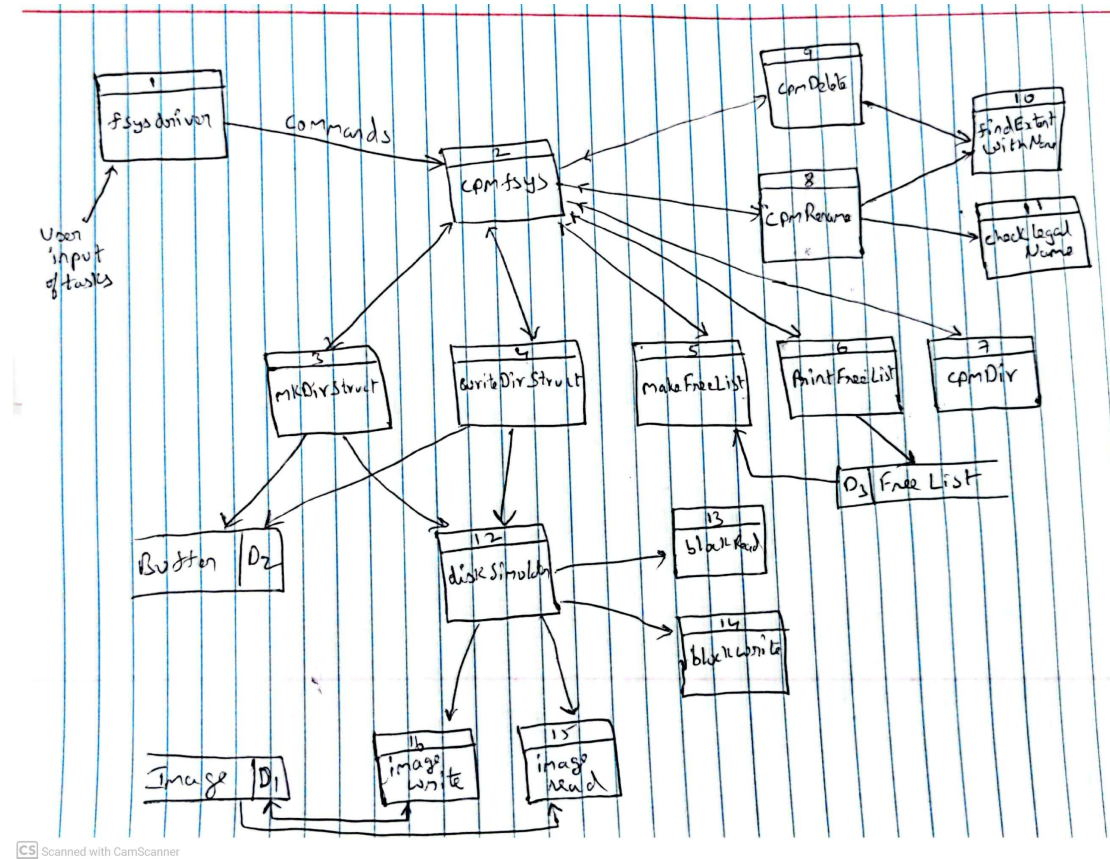 1
fsysdriver
Commands
User
input
of tasks
2
cpmfsys
9
cpmDelete
10
findExtent
withName
8
cpmRename
11
checklegal
Name
3
mkDirStruct
4
writeDirStruct
5
makeFreeList
6
PrintFreeList
7
cpmDir
D3 Free List
Buffer D2
12
diskSimulator
13
blockRead
14
blockwrite
16
image
write
15
image
read
Image D1
CS Scanned with CamScanner